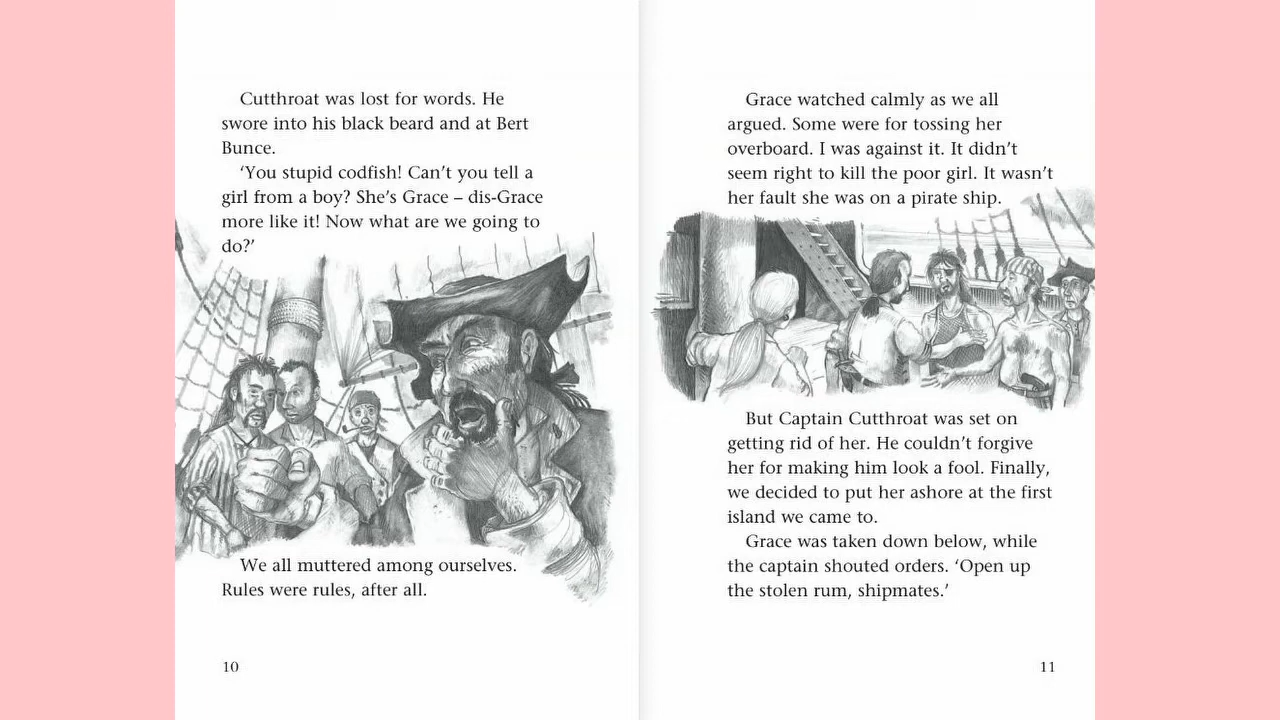 Cutthroat was lost for words. He
swore into his black beard and at Bert
Bunce.
‘You stupid codfish! Can’t you tell a
girl from a boy? She’s Grace – dis-Grace
more like it! Now what are we going to
do?’
We all muttered among ourselves.
Rules were rules, after all.
10
Grace watched calmly as we all
argued. Some were for tossing her
overboard. I was against it. It didn’t
seem right to kill the poor girl. It wasn’t
her fault she was on a pirate ship.
But Captain Cutthroat was set on
getting rid of her. He couldn’t forgive
her for making him look a fool. Finally,
we decided to put her ashore at the first
island we came to.
Grace was taken down below, while
the captain shouted orders. ‘Open up
the stolen rum, shipmates.’
11